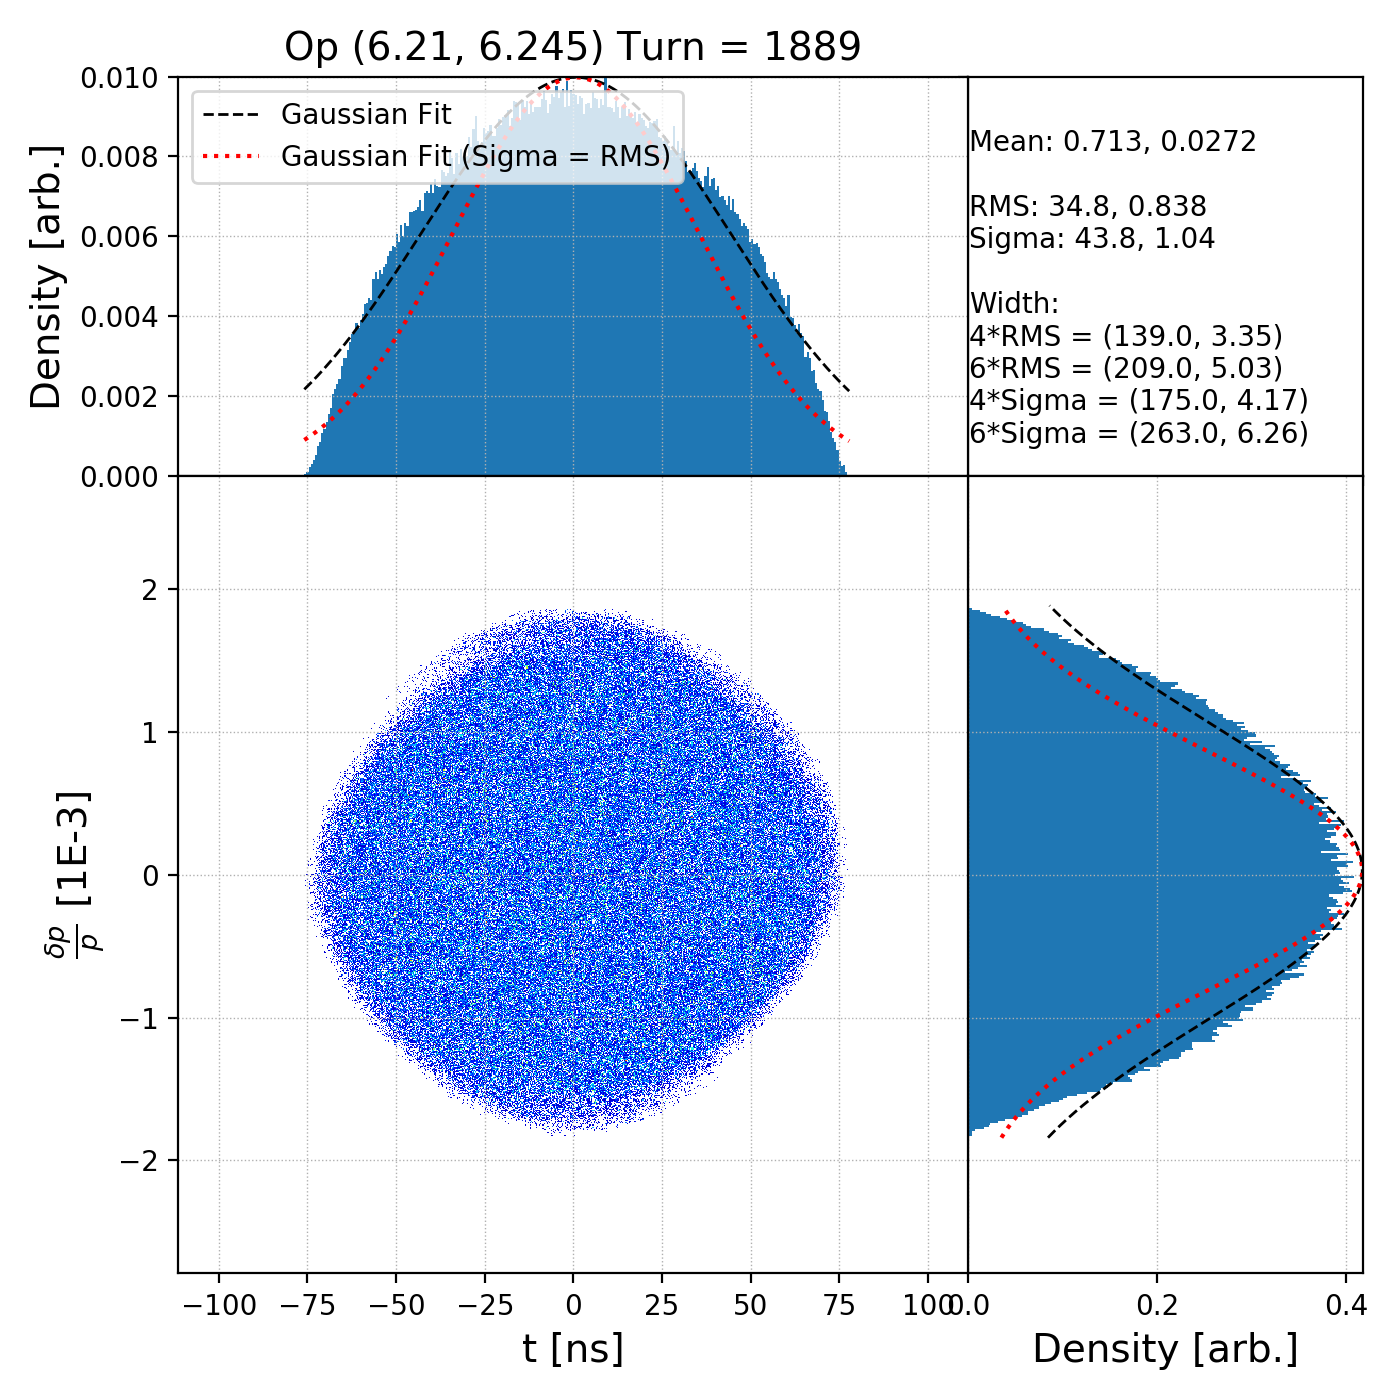 Op (6.21, 6.245) Turn = 1889
0.010
0.008
0.006
0.004
0.002
0.000
Density [arb.]
Gaussian Fit
Gaussian Fit (Sigma = RMS)
Mean: 0.713, 0.0272
RMS: 34.8, 0.838
Sigma: 43.8, 1.04
Width:
4*RMS = (139.0, 3.35)
6*RMS = (209.0, 5.03)
4*Sigma = (175.0, 4.17)
6*Sigma = (263.0, 6.26)
2
1
0
−1
−2
δp/p [1E-3]
−100 −75 −50 −25 0 25 50 75 100
t [ns]
0.0 0.2 0.4
Density [arb.]